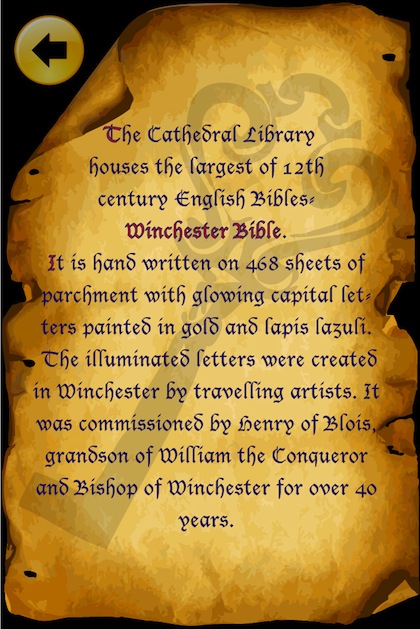 The Cathedral Library
houses the largest of 12th
century English Bibles-
Winchester Bible.
It is hand written on 468 sheets of
parchment with glowing capital let-
ters painted in gold and lapis lazuli.
The illuminated letters were created
in Winchester by travelling artists. It
was commissioned by Henry of Blois,
grandson of William the Conqueror
and Bishop of Winchester for over 40
years.